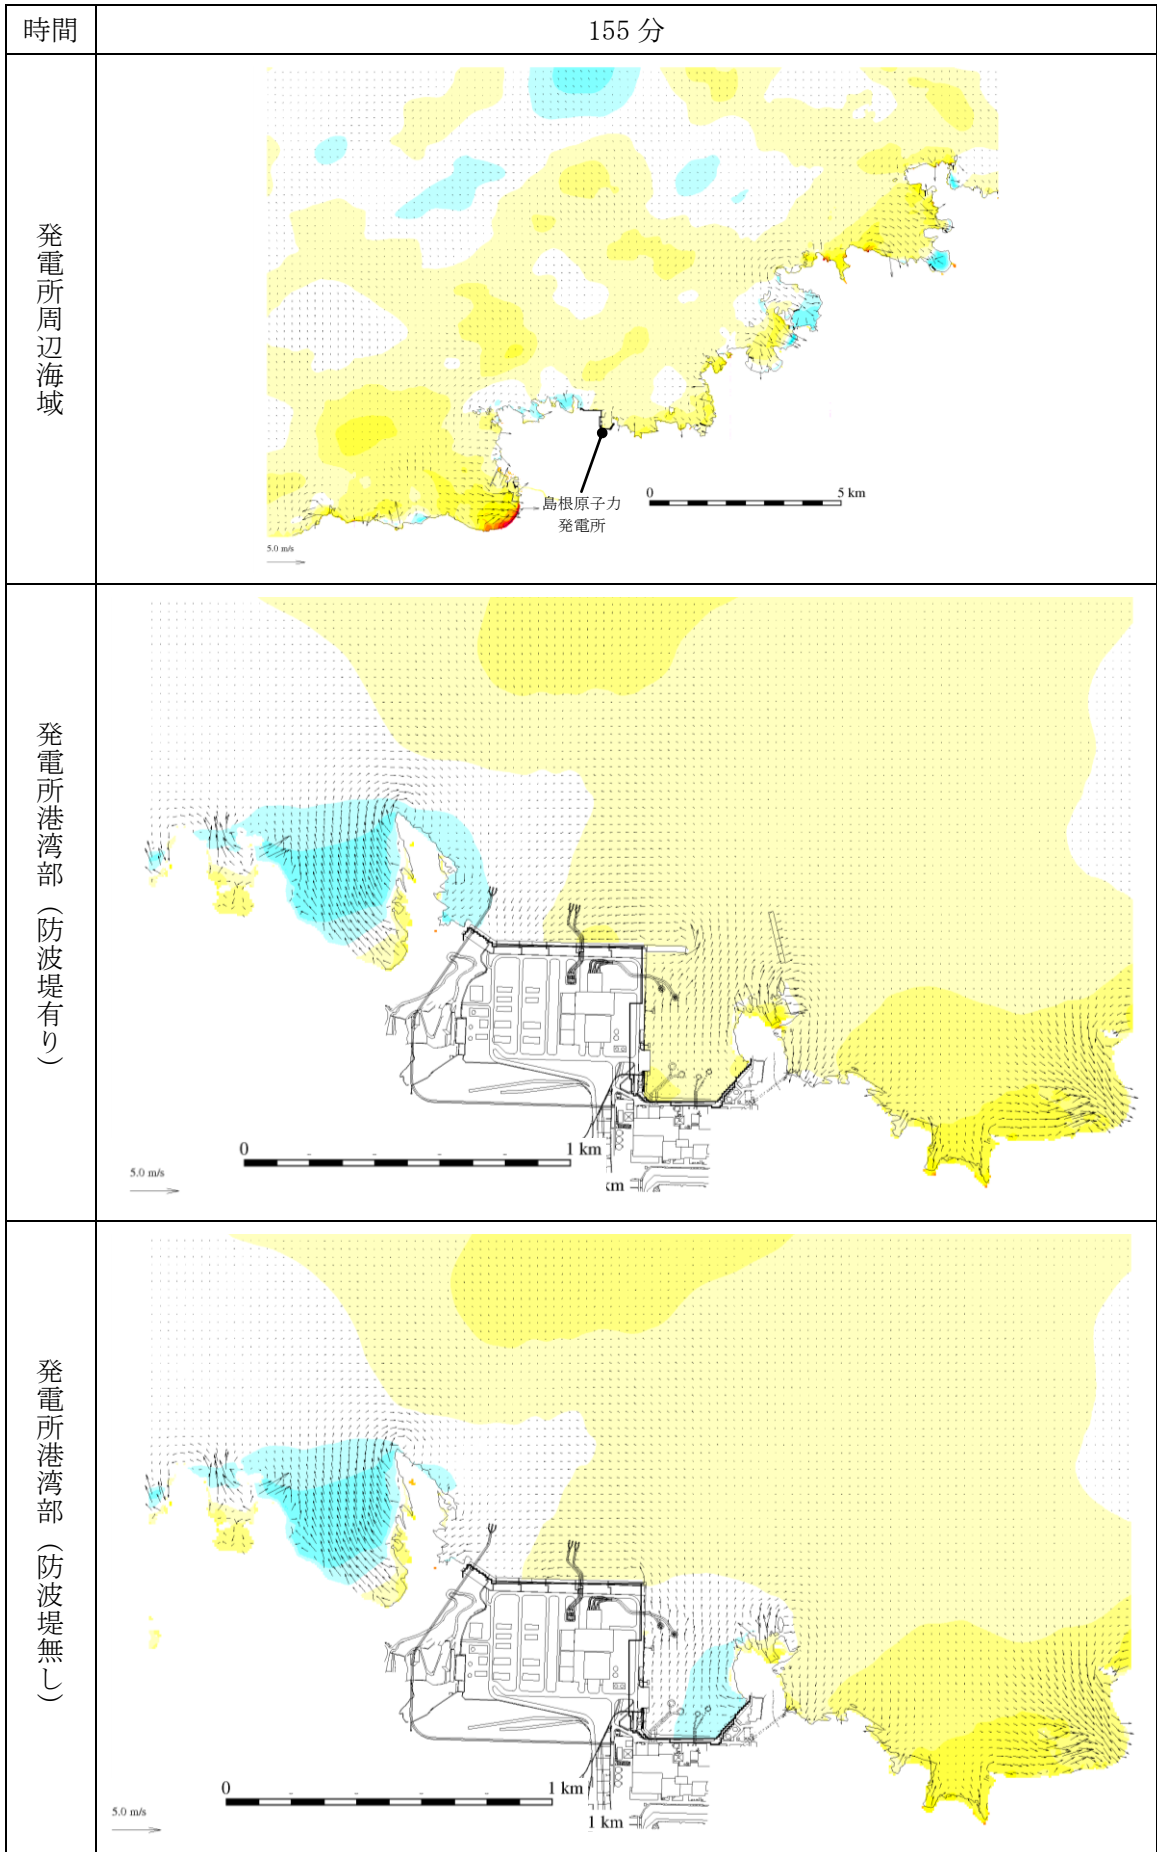 時間
155 分
発電所周辺海域
島根原子力
発電所
0
5 km
5.0 m/s
発電所港湾部（防波堤有り）
0
1 km
5.0 m/s
km
発電所港湾部（防波堤無し）
0
1 km
5.0 m/s
1 km